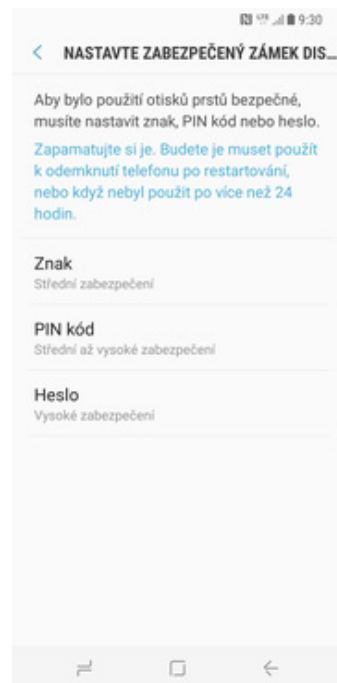 9:30
NASTAVTE ZABEZPEČENÝ ZÁMEK DIS...
Aby bylo použití otisků prstů bezpečné,
musíte nastavit znak, PIN kód nebo heslo.
Zapamatujte si je. Budete je muset použít
k odemknutí telefonu po restartování,
nebo když nebyl použit po více než 24
hodin.
Znak
Střední zabezpečení
PIN kód
Střední až vysoké zabezpečení
Heslo
Vysoké zabezpečení